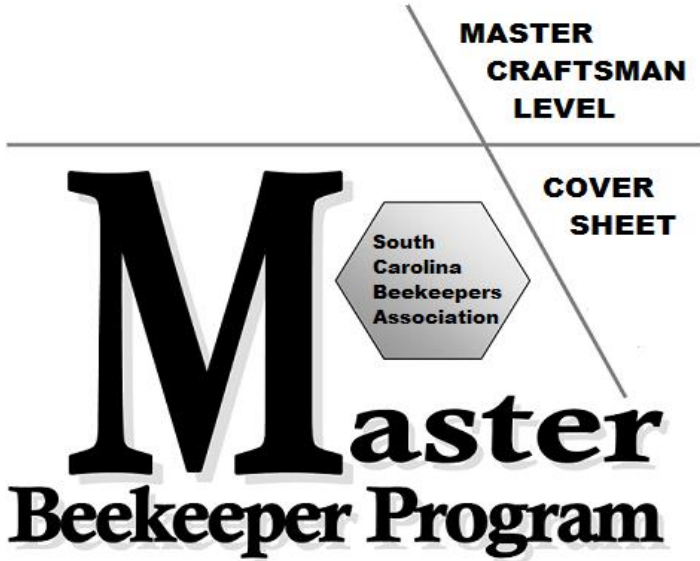 MASTER
CRAFTSMAN
LEVEL
COVER
SHEET
South
Carolina
Beekeepers
Association
Master
Beekeeper Program